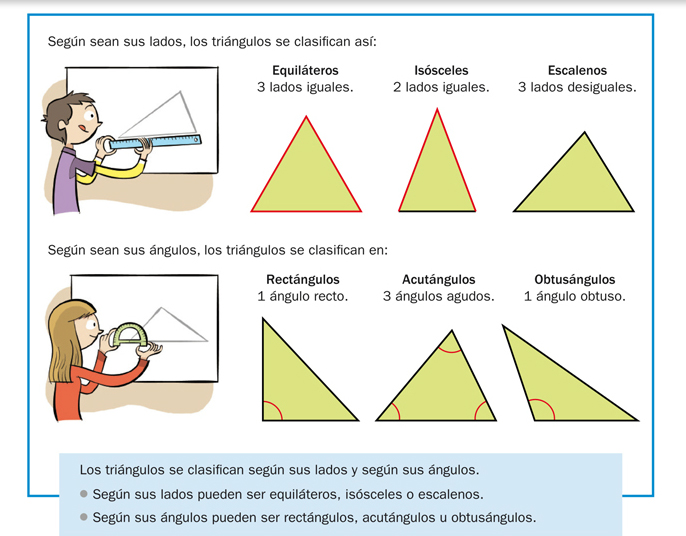 Según sean sus lados, los triángulos se clasifican así:
Equiláteros
3 lados iguales.
Isósceles
2 lados iguales.
Escalenos
3 lados desiguales.
Según sean sus ángulos, los triángulos se clasifican en:
Rectángulos
1 ángulo recto.
Acutángulos
3 ángulos agudos.
Obtusángulos
1 ángulo obtuso.
Los triángulos se clasifican según sus lados y según sus ángulos.
Según sus lados pueden ser equiláteros, isósceles o escalenos.
Según sus ángulos pueden ser rectángulos, acutángulos u obtusángulos.